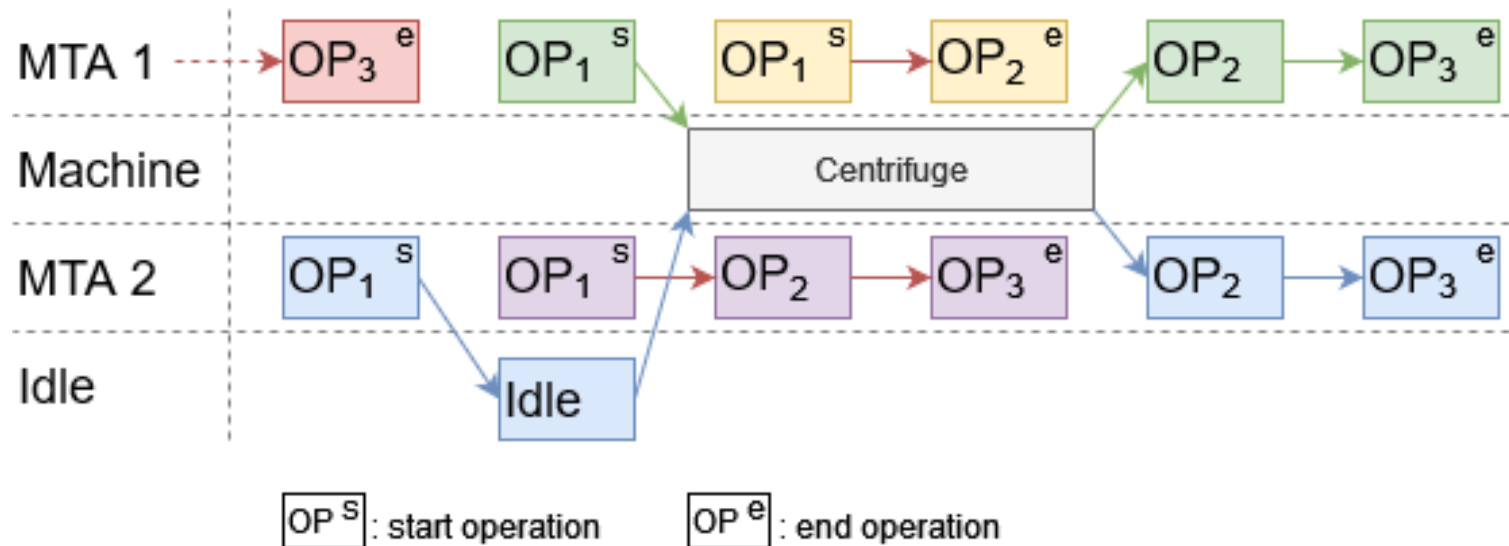 MTA 1 OP₃ e OP₁ s OP₁ s OP₂ e OP₂ OP₃ e
Machine Centrifuge
MTA 2 OP₁ s OP₁ s OP₂ OP₃ e OP₂ OP₃ e
Idle Idle
OP s : start operation OP e : end operation